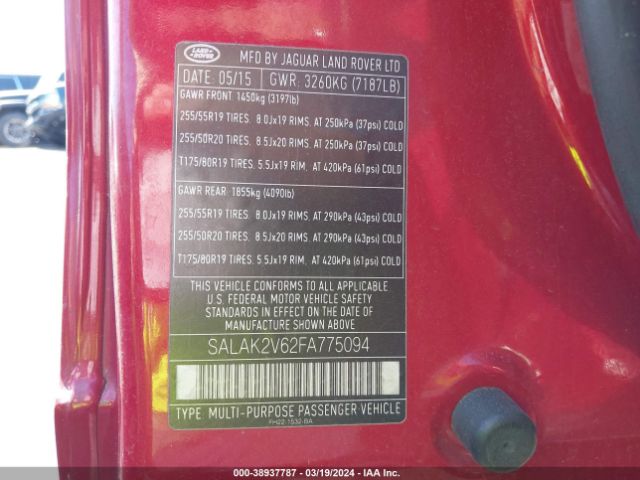 LAND ROVER
MFD BY JAGUAR LAND ROVER LTD
DATE: 05/15 GWR: 3260KG (7187LB)
GAWR FRONT: 1450kg (3197lb)
255/55R19 TIRES. 8.0Jx19 RIMS. AT 250kPa (37psi) COLD
255/50R20 TIRES. 8.5Jx20 RIMS. AT 250kPa (37psi) COLD
T175/80R19 TIRES. 5.5Jx19 RIM. AT 420kPa (61psi) COLD
GAWR REAR: 1855kg (4090lb)
255/55R19 TIRES. 8.0Jx19 RIMS. AT 290kPa (43psi) COLD
255/50R20 TIRES. 8.5Jx20 RIMS. AT 290kPa (43psi) COLD
T175/80R19 TIRES. 5.5Jx19 RIM. AT 420kPa (61psi) COLD
THIS VEHICLE CONFORMS TO ALL APPLICABLE
U.S. FEDERAL MOTOR VEHICLE SAFETY
STANDARDS IN EFFECT ON THE DATE OF
MANUFACTURE SHOWN ABOVE
SALAK2V62FA775094
TYPE: MULTI-PURPOSE PASSENGER VEHICLE
FH22-1532-BA
000-38937787 - 03/19/2024 - IAA Inc.